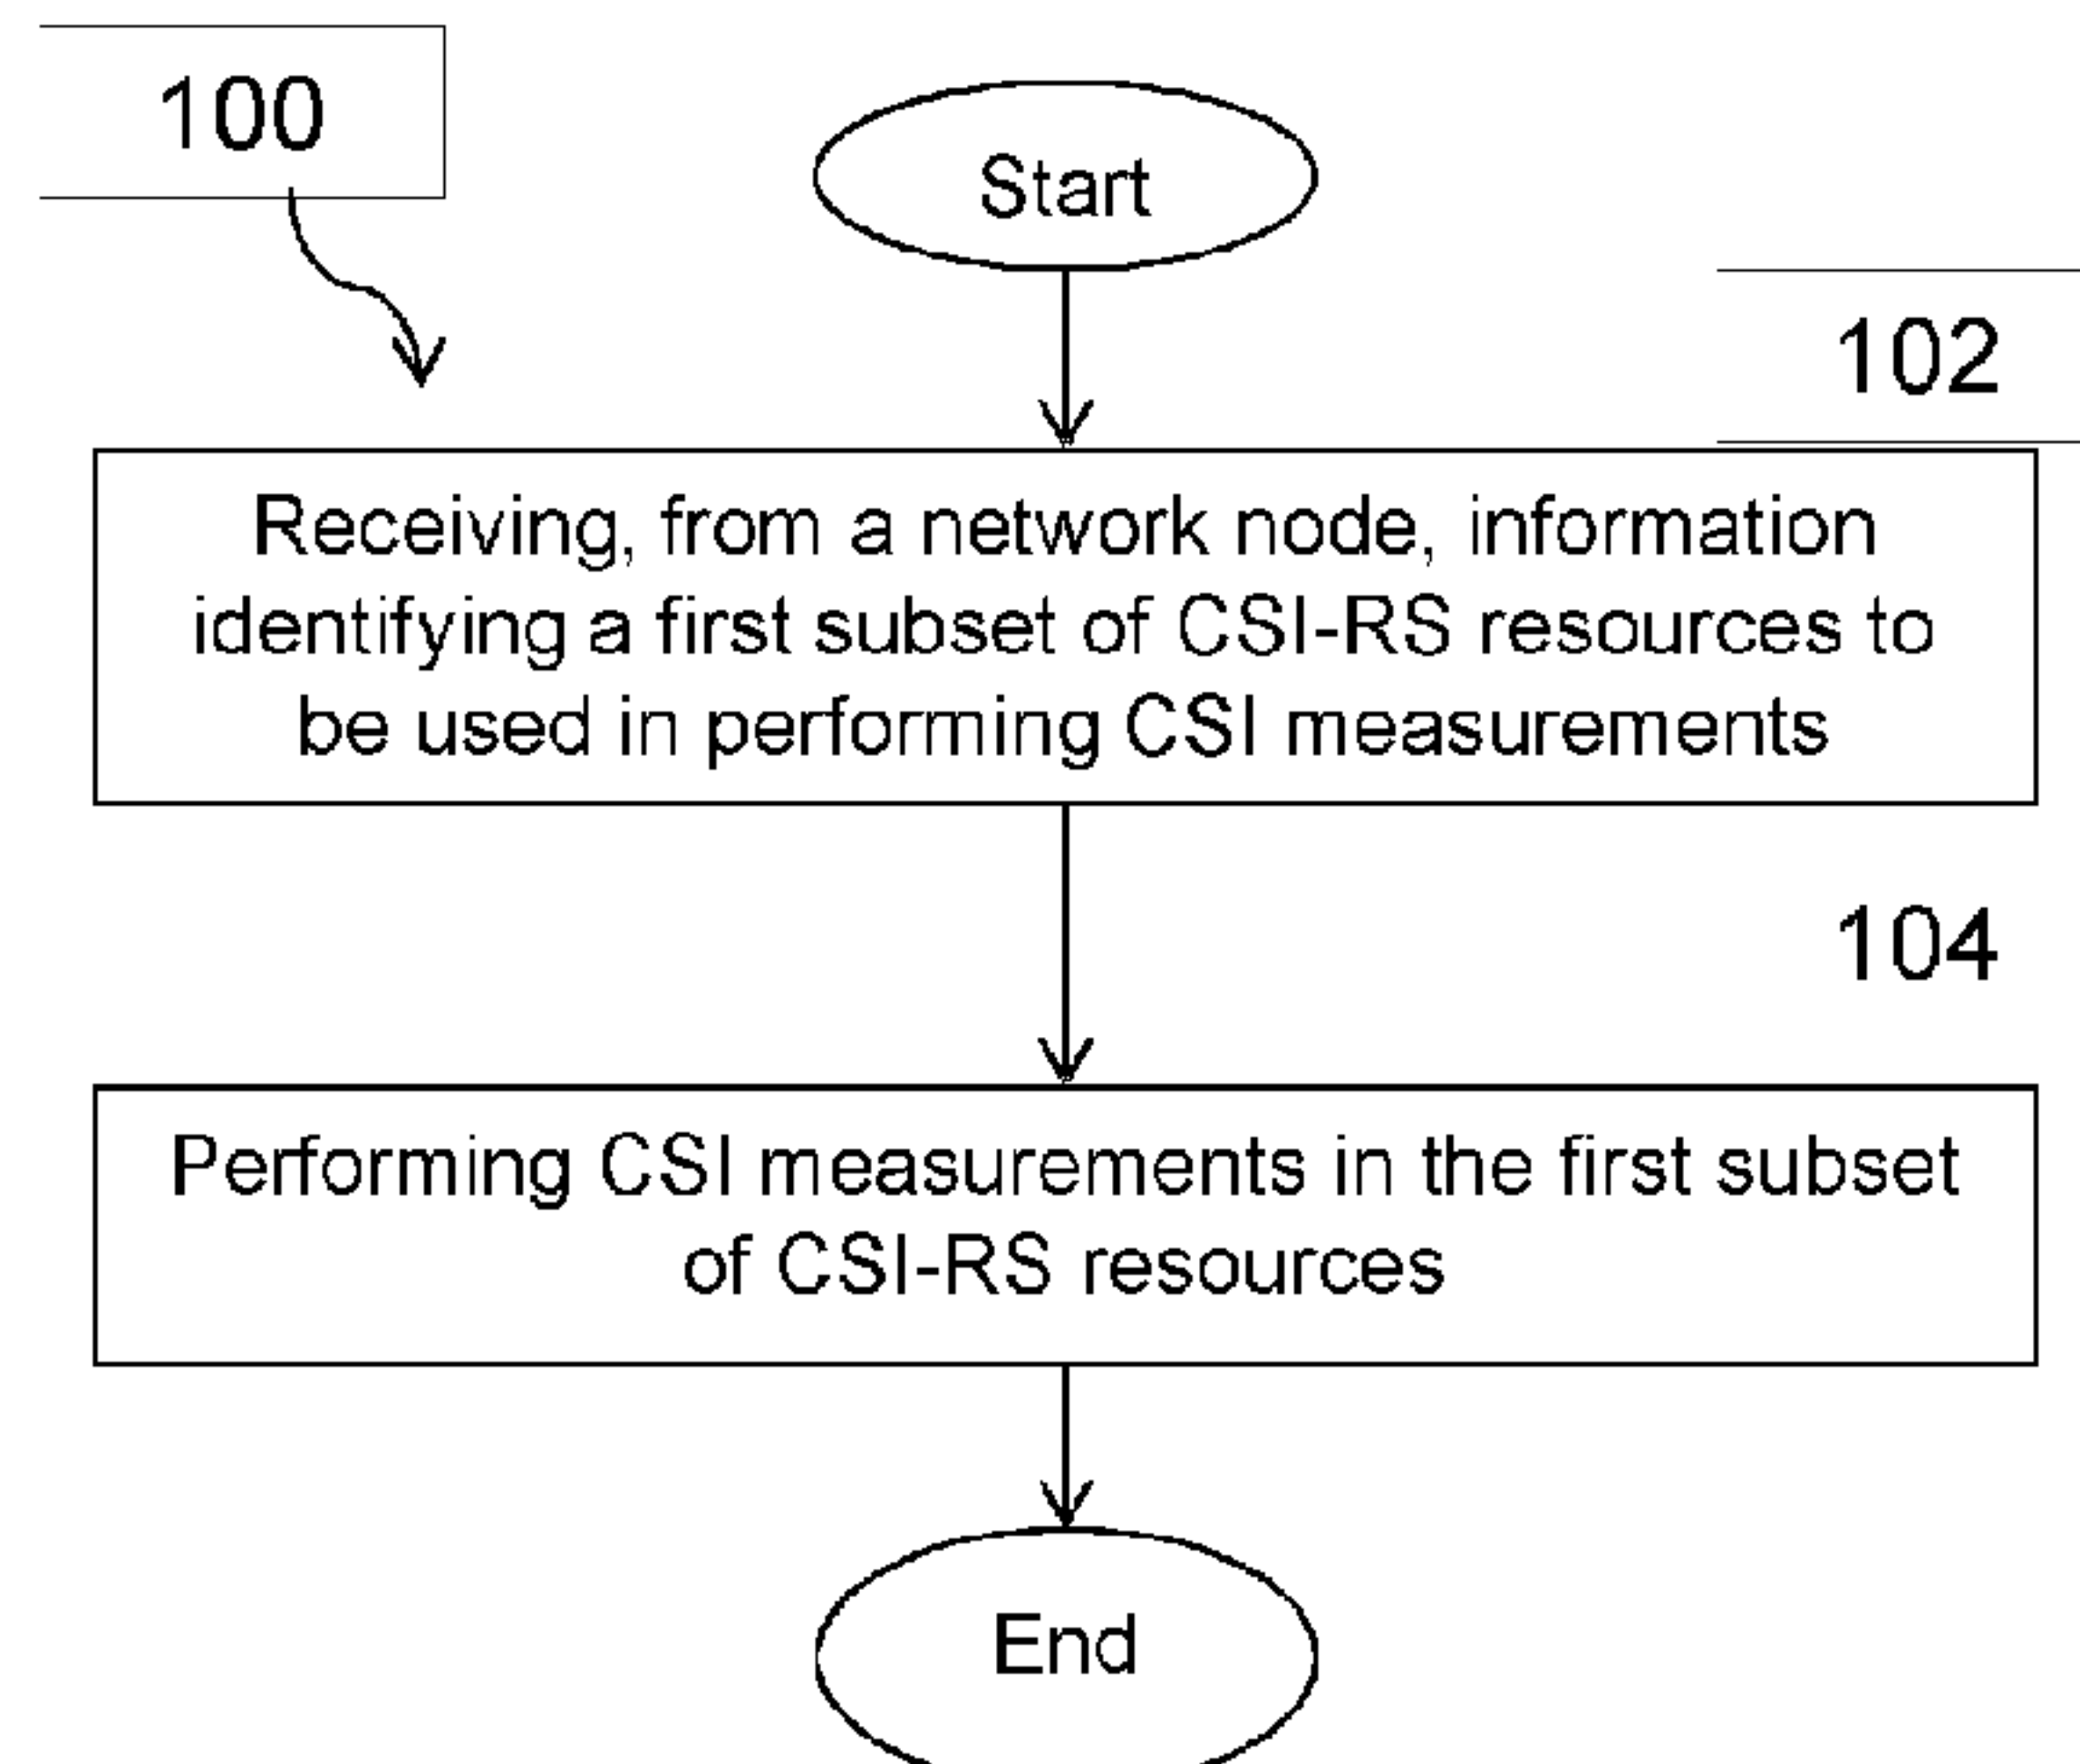 100
Start
102
Receiving, from a network node, information
identifying a first subset of CSI-RS resources to
be used in performing CSI measurements
104
Performing CSI measurements in the first subset
of CSI-RS resources
End